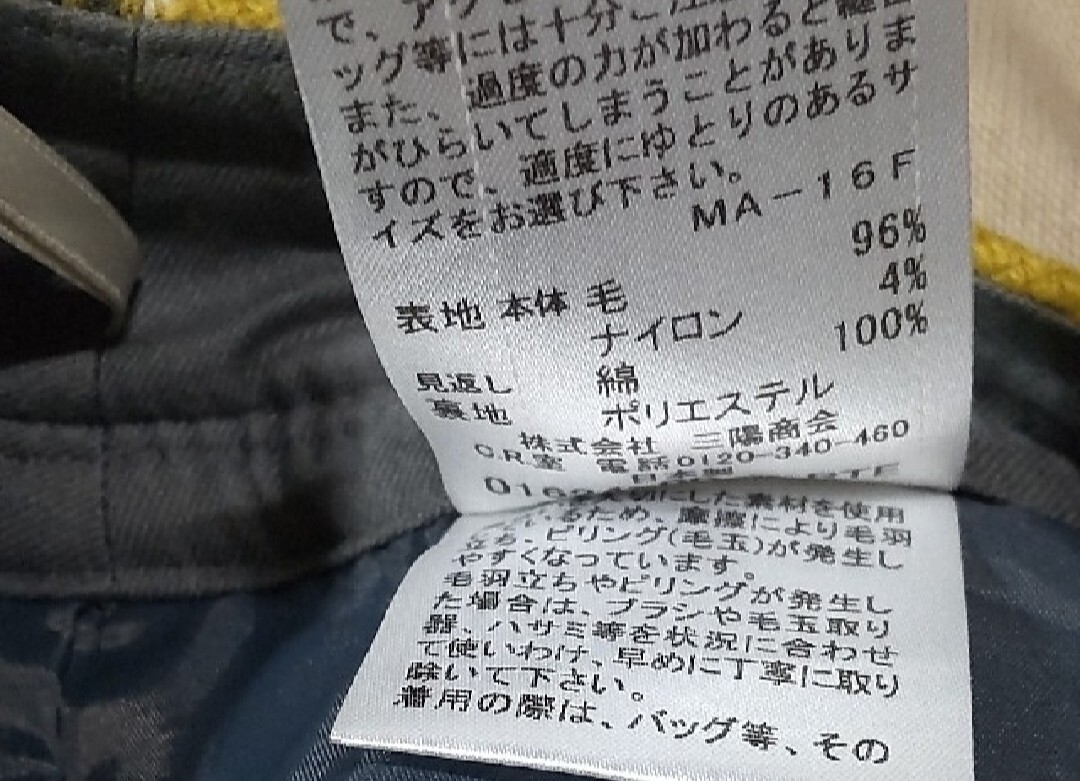 で、アク
ッグ等には十分ご注
また、過度の力が加わると縫
がひらいてしまうことがありま
すので、適度にゆとりのあるサ
イズをお選び下さい。
MA-16F
表地 本体 毛 96%
ナイロン 4%
見返し 綿 100%
裏地 ポリエステル
株式会社 三陽商会
C.R.室 電話0120-340-460
日本製
にした素材を使用
いるため、摩擦により毛羽
立ち、ピリング(毛玉)が発生し
やすくなっています。
毛羽立ちやピリングが発生し
た場合は、ブラシや毛玉取り
器、ハサミ等を状況に合わせ
て使いわけ、早めに丁寧に取り
除いて下さい。
着用の際は、バッグ等、その